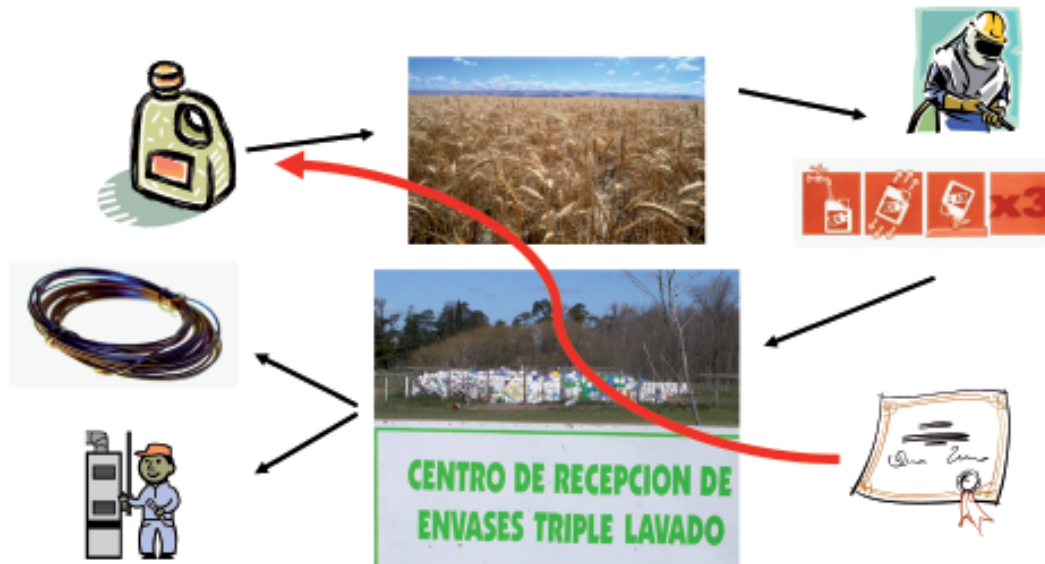 x3
CENTRO DE RECEPCION DE
ENVASES TRIPLE LAVADO